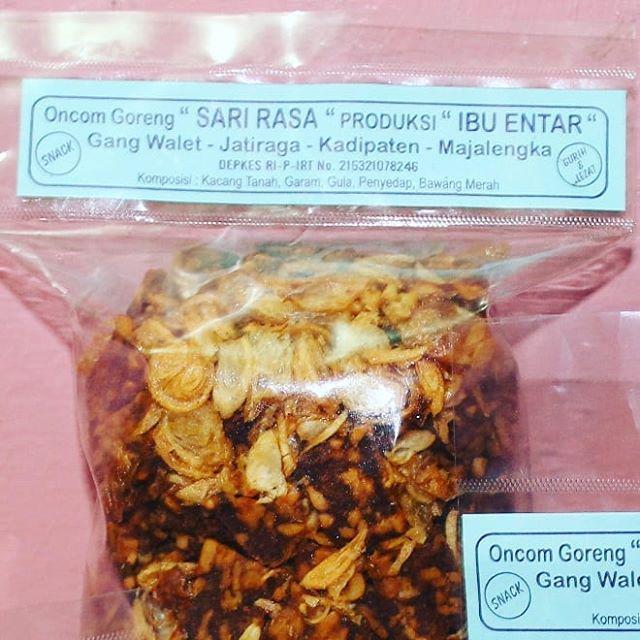 Oncom Goreng “ SARI RASA “ PRODUKSI “ IBU ENTAR “
Gang Walet - Jatiraga - Kadipaten - Majalengka
DEPKES RI-P-IRT No. 215321078246
Komposisi : Kacang Tanah, Garam, Gula, Penyedap, Bawang Merah
SNACK
GURIH & LEZAT
Oncom Goreng “
Gang Wale
SNACK
Komposi